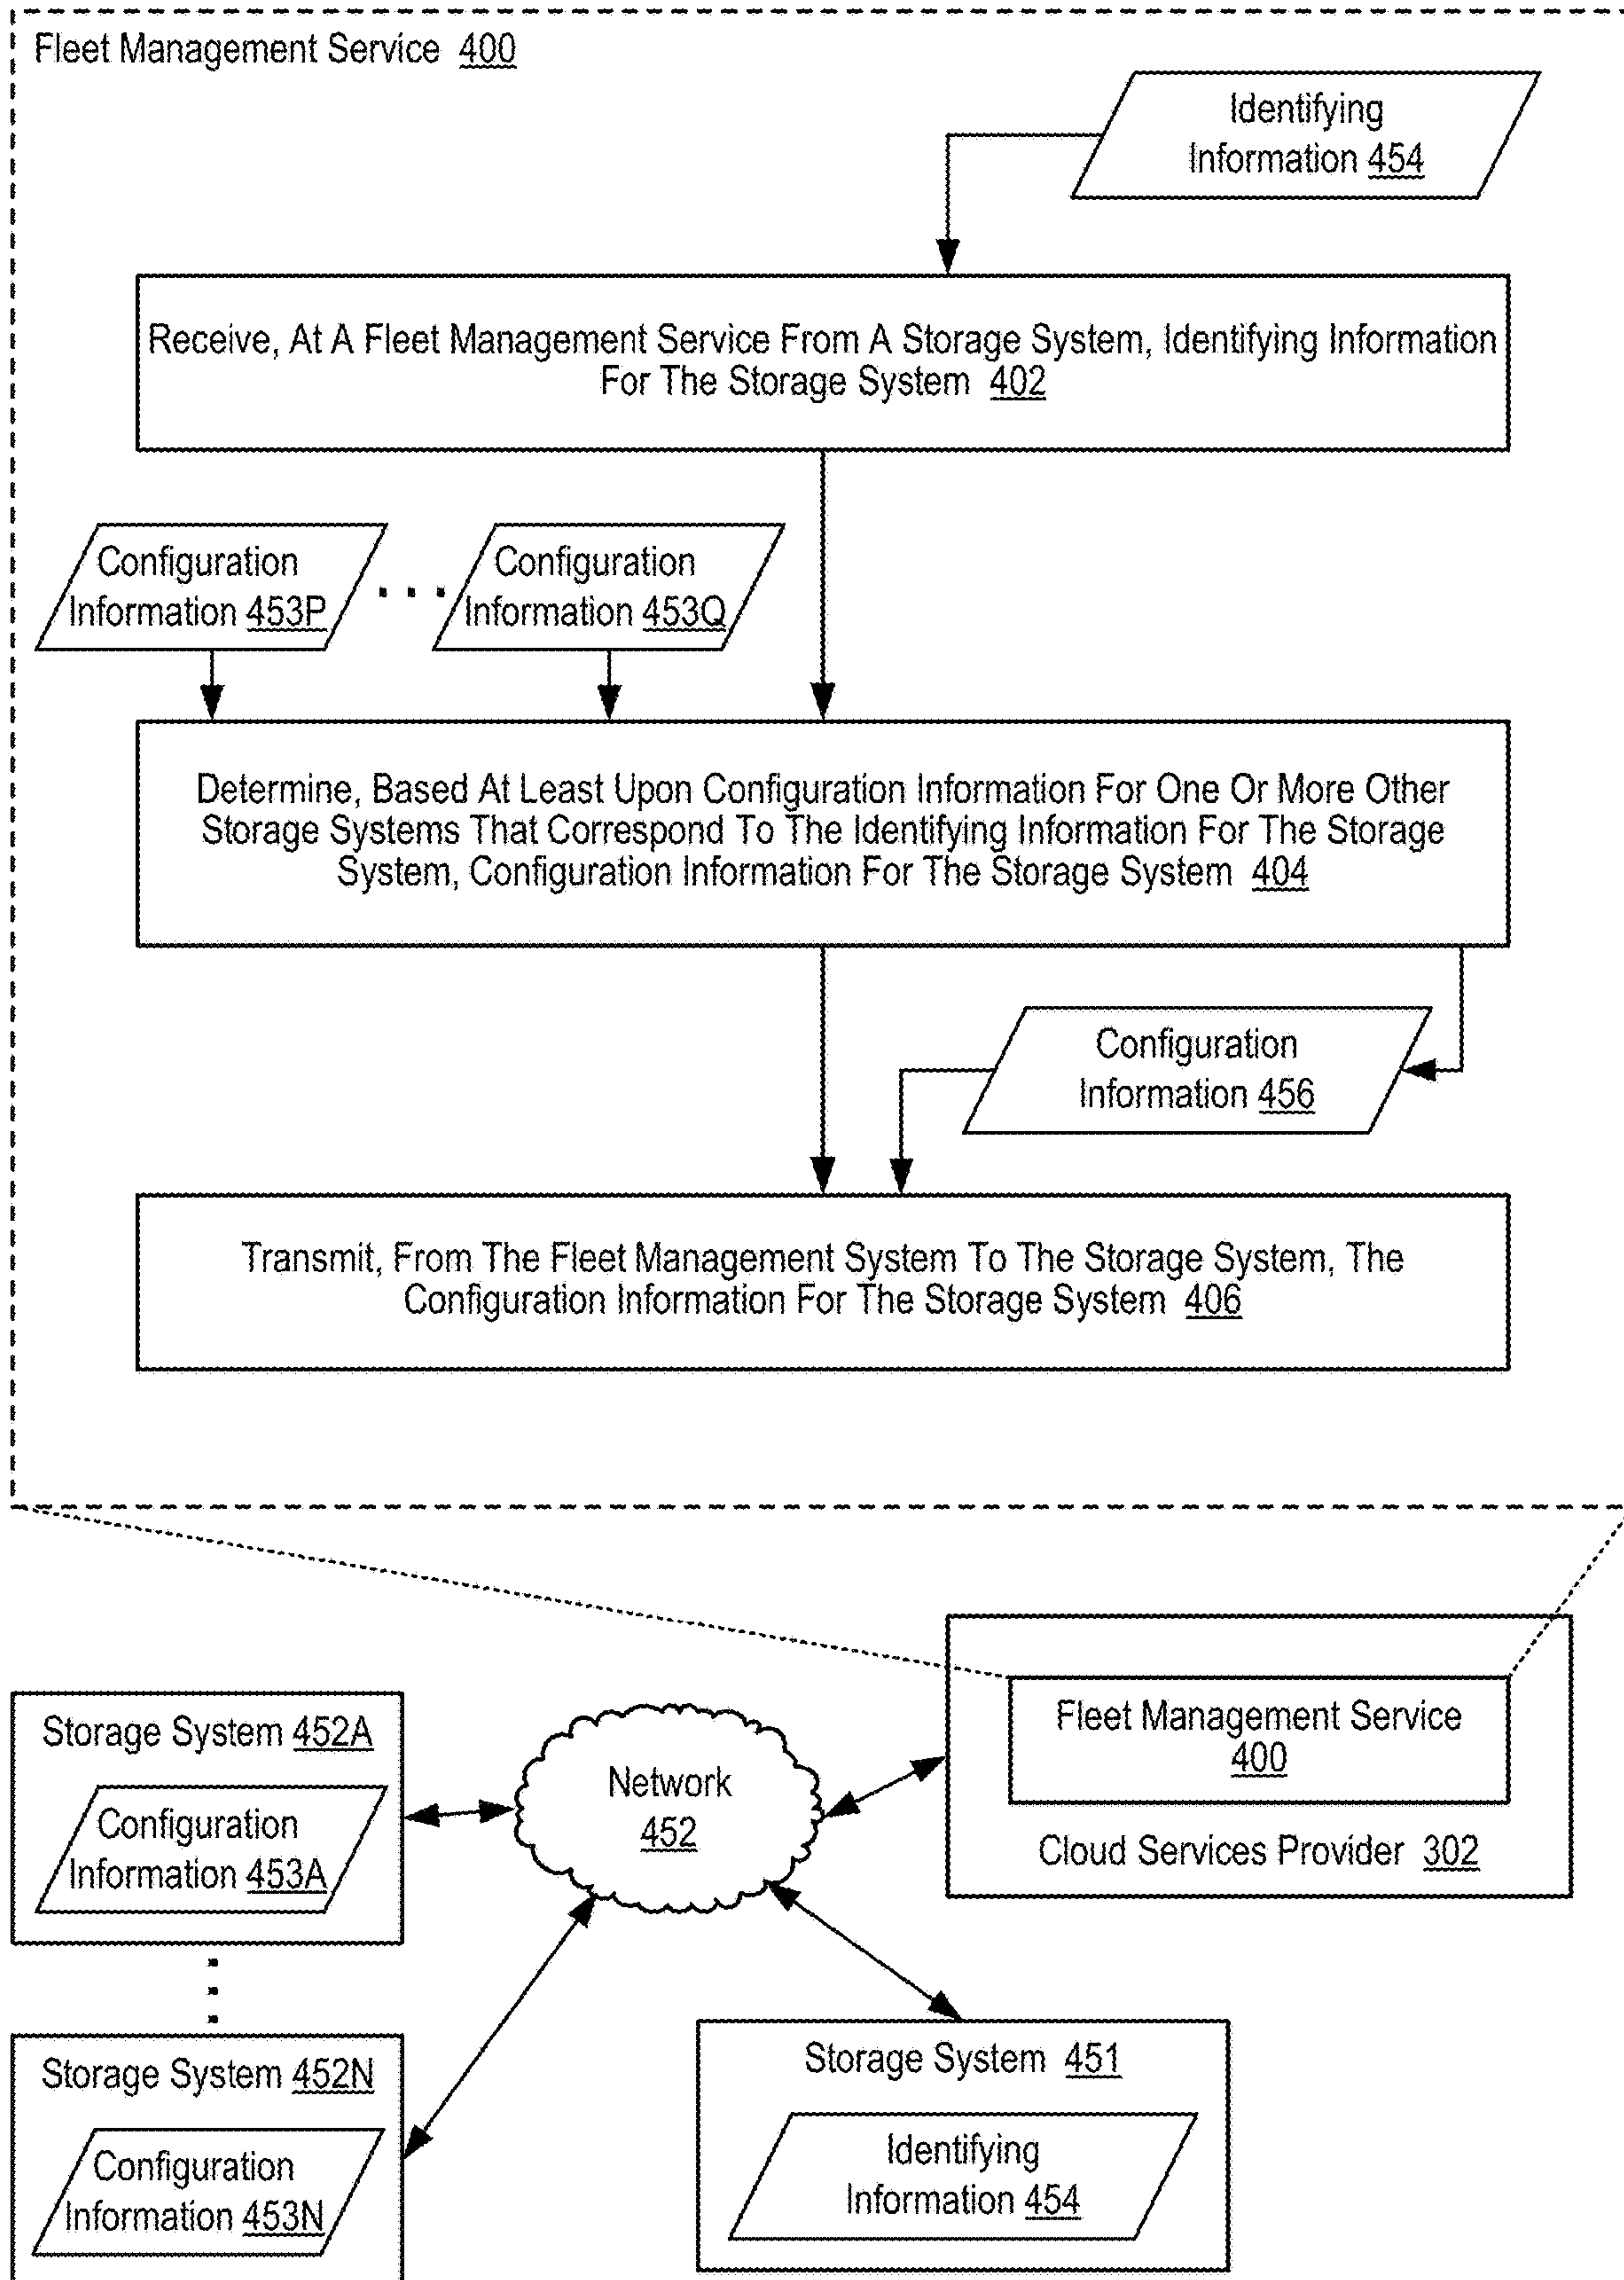 Fleet Management Service 400
Identifying
Information 454
Receive, At A Fleet Management Service From A Storage System, Identifying Information
For The Storage System 402
Configuration
Information 453P
. . .
Configuration
Information 453Q
Determine, Based At Least Upon Configuration Information For One Or More Other
Storage Systems That Correspond To The Identifying Information For The Storage
System, Configuration Information For The Storage System 404
Configuration
Information 456
Transmit, From The Fleet Management System To The Storage System, The
Configuration Information For The Storage System 406
Fleet Management Service
400
Cloud Services Provider 302
Storage System 452A
Configuration
Information 453A
Network
452
Storage System 452N
Configuration
Information 453N
Storage System 451
Identifying
Information 454